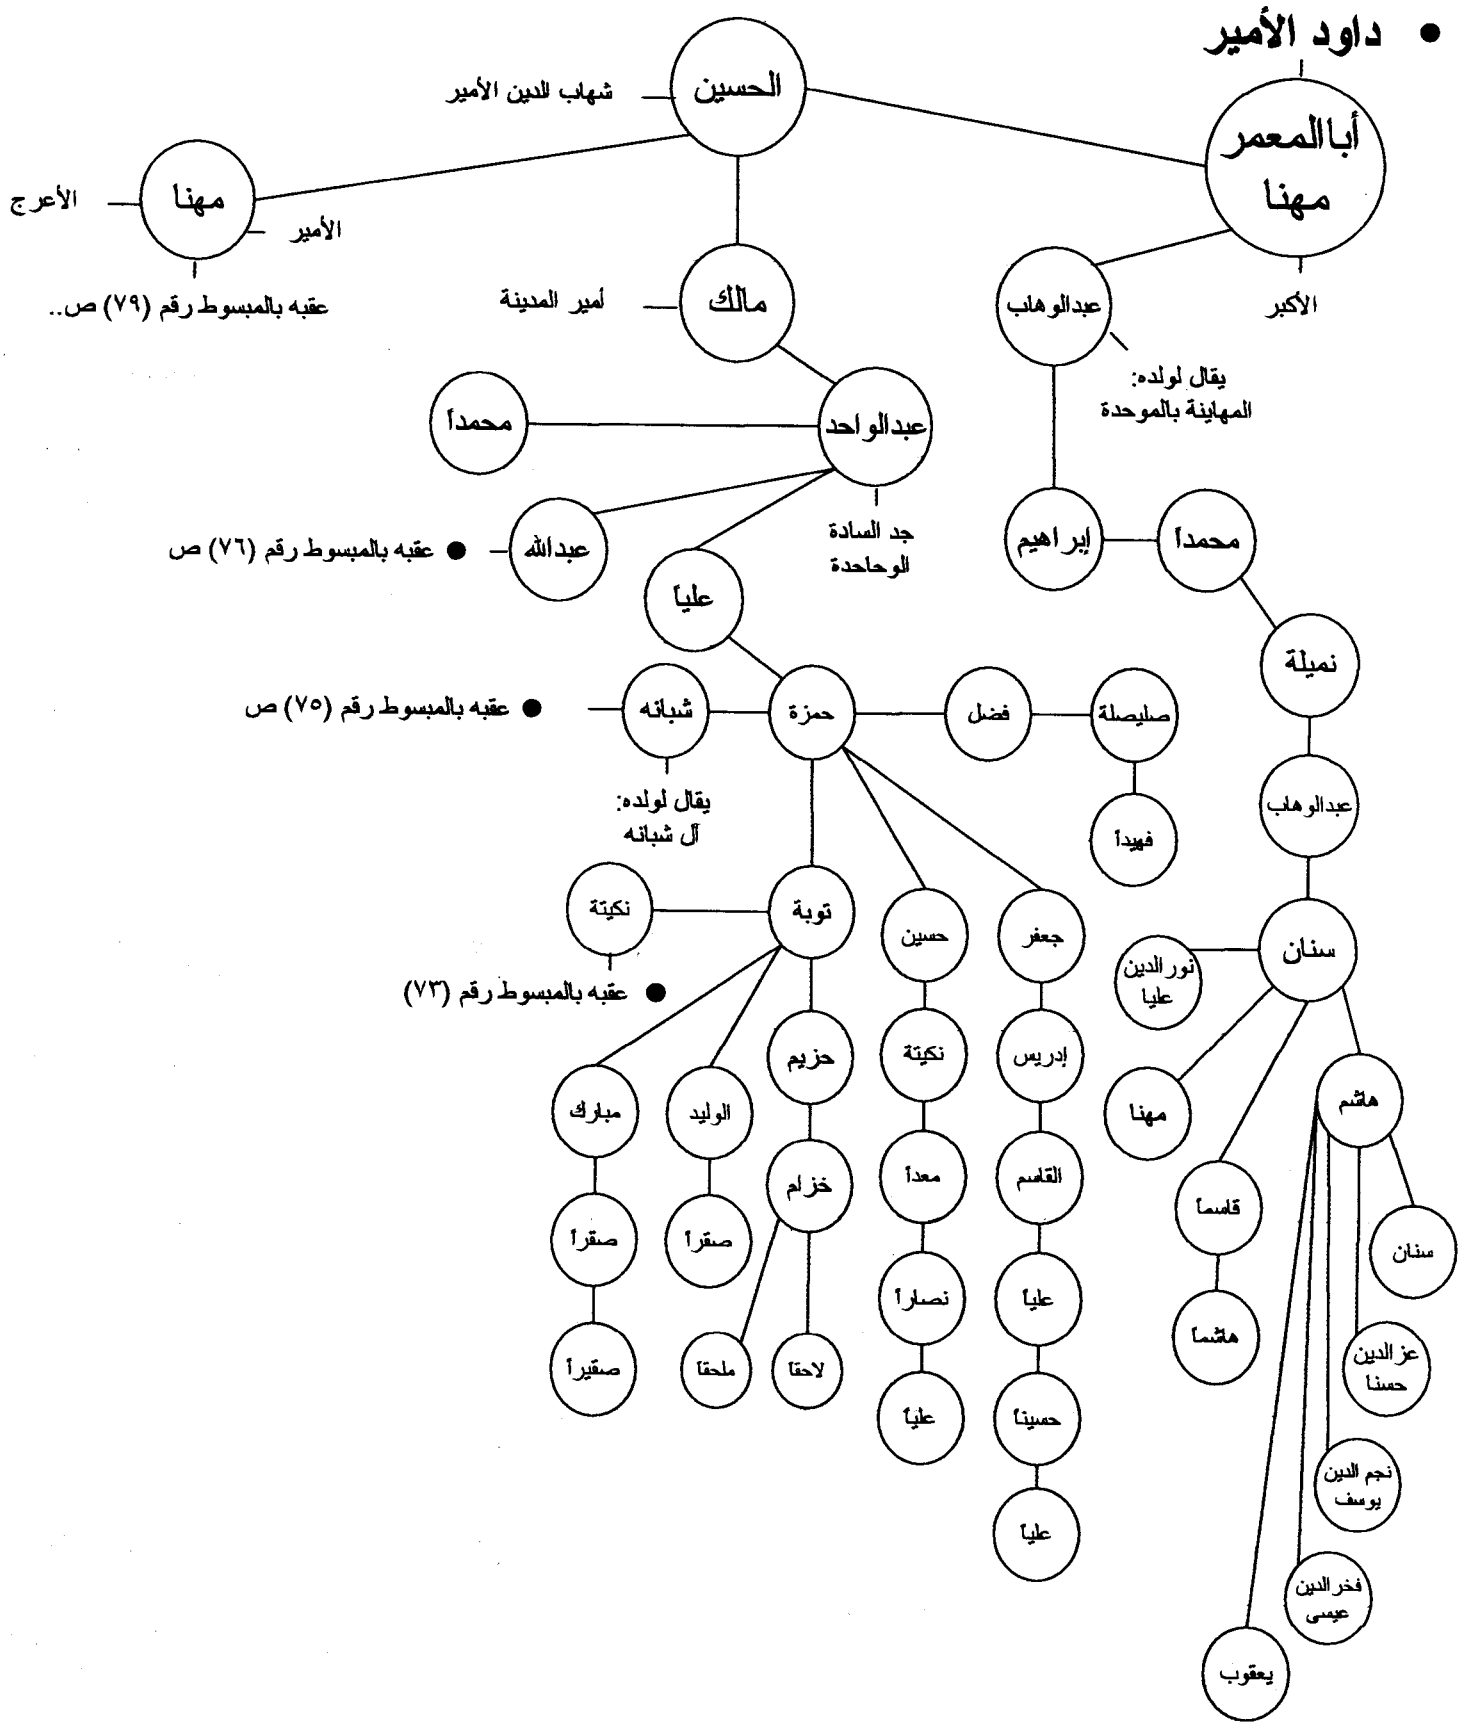 ● داود الأمير
أباالمعمر
مهنا
الأكبر
الحسين
شهاب الدين الأمير
مهنا
الأعرج
الأمير
عقبه بالمبسوط رقم (٧٩) ص..
مالك
أمير المدينة
عبدالوهاب
يقال لولده:
المهاينة بالموحدة
عبدالواحد
جد السادة
الوحاحدة
محمداً
عبدالله
● عقبه بالمبسوط رقم (٧٦) ص
علياً
إبراهيم
محمداً
نميلة
عبدالوهاب
سنان
نورالدين
عليا
مهنا
قاسماً
هاشماً
هاشم
سنان
عزالدين
حسنا
نجم الدين
يوسف
فخرالدين
عيسى
يعقوب
حمزة
فضل
صليصلة
فهيداً
شبانه
● عقبه بالمبسوط رقم (٧٥) ص
يقال لولده:
آل شبانه
توبة
نكيتة
● عقبه بالمبسوط رقم (٧٣)
حسين
جعفر
نكيتة
إدريس
معداً
القاسم
نصاراً
علياً
علياً
حسيناً
علياً
حزيم
خزام
لاحقاً
ملحقاً
الوليد
صقراً
مبارك
صقراً
صقيراً